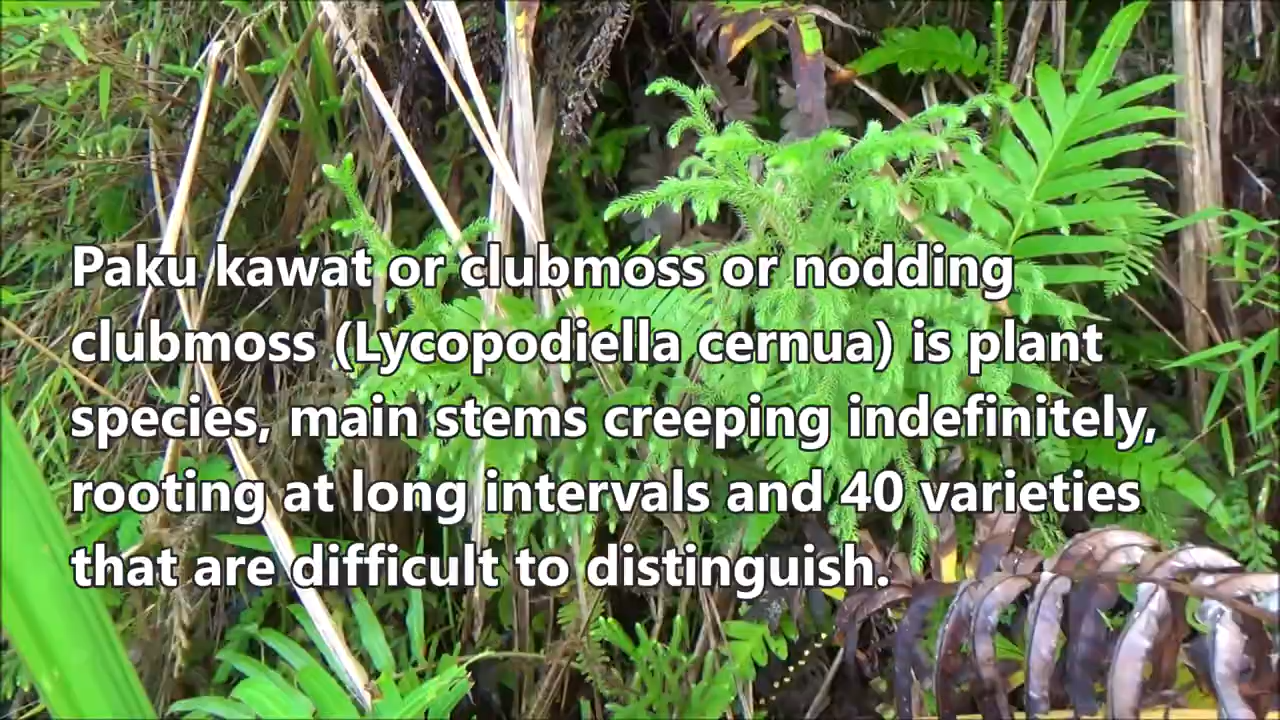 Paku kawat or clubmoss or nodding
clubmoss (Lycopodiella cernua) is plant
species, main stems creeping indefinitely,
rooting at long intervals and 40 varieties
that are difficult to distinguish.